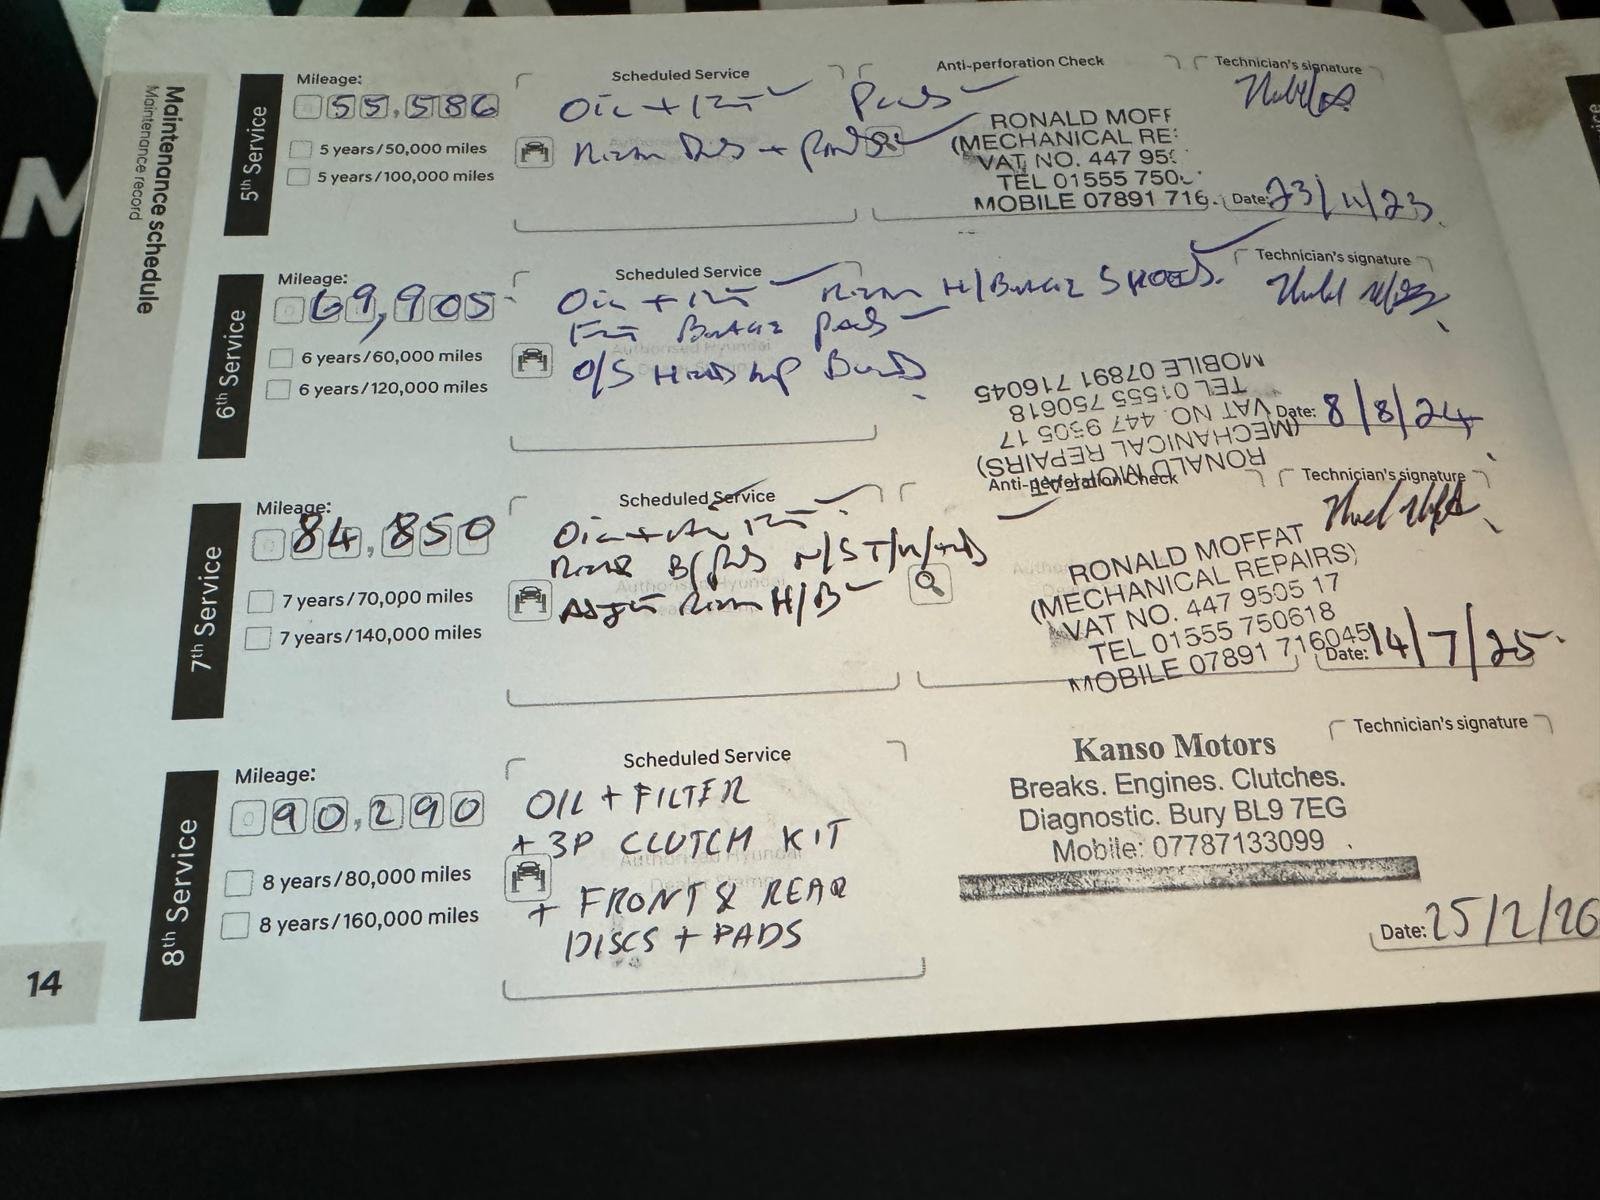 Maintenance schedule
Maintenance record
5th Service
Mileage:
55,586
5 years/50,000 miles
5 years/100,000 miles
Scheduled Service
Oil +
Anti-perforation Check
Pads
RONALD MOFF
(MECHANICAL RE
VAT NO. 447 95
TEL 01555 750
MOBILE 07891 716
Technician's signature
Date: 23/11/23
6th Service
Mileage:
69,905
6 years/60,000 miles
6 years/120,000 miles
Scheduled Service
Oil +
Pads
O/S
Technician's signature
RONALD MOFFAT
(MECHANICAL REPAIRS)
VAT NO. 447 9505 17
TEL 01555 750618
MOBILE 07891 716045
Date: 8/8/24
7th Service
Mileage:
84,850
7 years/70,000 miles
7 years/140,000 miles
Scheduled Service
Oil +
N/S
H/B
Anti-perforation Check
RONALD MOFFAT
(MECHANICAL REPAIRS)
VAT NO. 447 9505 17
TEL 01555 750618
MOBILE 07891 716045
Technician's signature
Date: 14/7/25
8th Service
Mileage:
90,290
8 years/80,000 miles
8 years/160,000 miles
Scheduled Service
OIL + FILTER
+ 3P CLUTCH KIT
+ FRONT & REAR
DISCS + PADS
Kanso Motors
Breaks. Engines. Clutches.
Diagnostic. Bury BL9 7EG
Mobile: 07787133099
Technician's signature
Date: 25/2/26
14